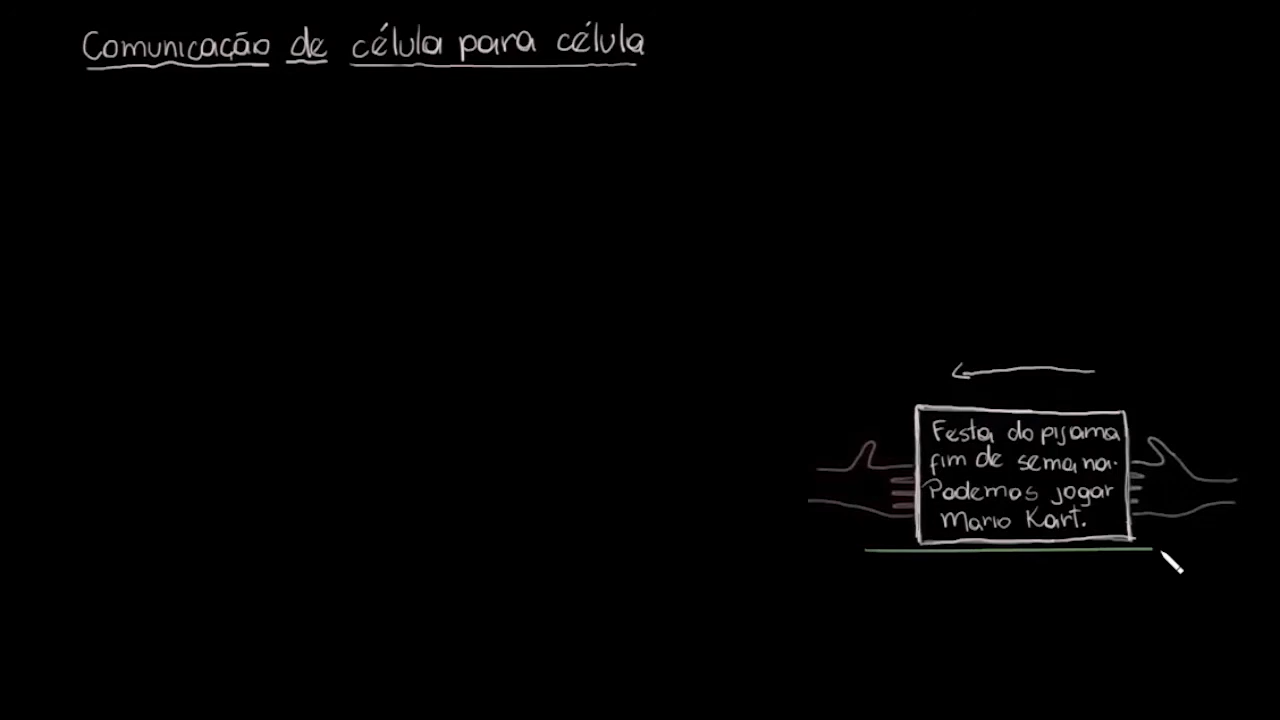 Comunicação de célula para célula
Festa do pijama
fim de semana.
Podemos jogar
Mario Kart.